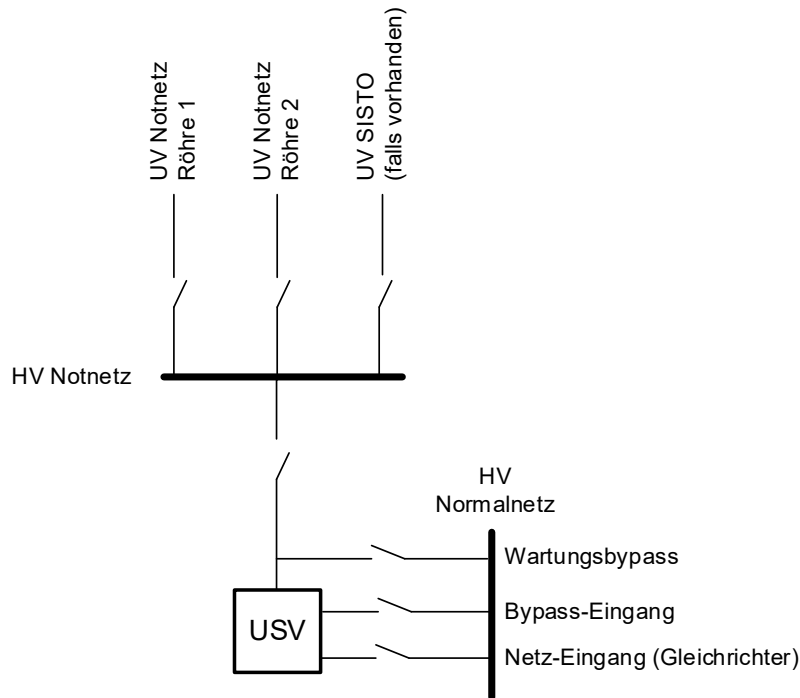 UV Notnetz
Röhre 1
UV Notnetz
Röhre 2
UV SISTO
(falls vorhanden)
HV Notnetz
HV
Normalnetz
Wartungsbypass
Bypass-Eingang
USV
Netz-Eingang (Gleichrichter)